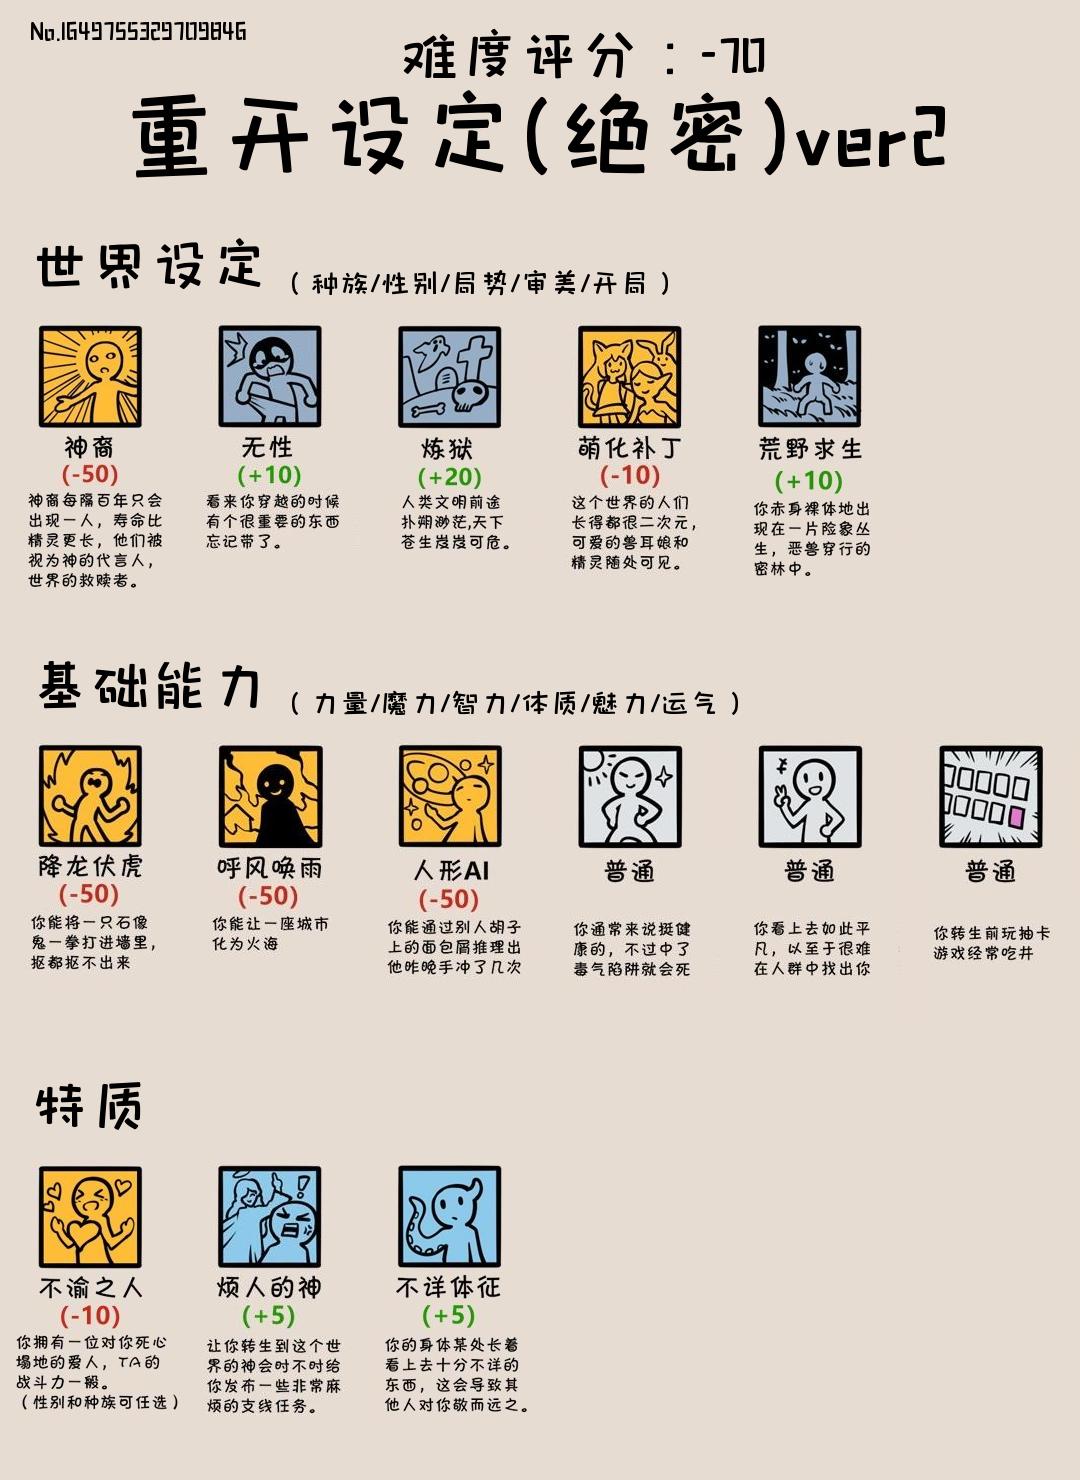 No.1649755329709846
难度评分：-70
重开设定(绝密)ver2
世界设定（种族/性别/局势/审美/开局）
神裔
(-50)
神裔每隔百年只会
出现一人，寿命比
精灵更长，他们被
视为神的代言人，
世界的救赎者。
无性
(+10)
看来你穿越的时候
有个很重要的东西
忘记带了。
炼狱
(+20)
人类文明前途
扑朔渺茫,天下
苍生岌岌可危。
萌化补丁
(-10)
这个世界的人们
长得都很二次元，
可爱的兽耳娘和
精灵随处可见。
荒野求生
(+10)
你赤身裸体地出
现在一片险象丛
生，恶兽穿行的
密林中。
基础能力（力量/魔力/智力/体质/魅力/运气）
降龙伏虎
(-50)
你能将一只石像
鬼一拳打进墙里，
抠都抠不出来
呼风唤雨
(-50)
你能让一座城市
化为火海
人形AI
(-50)
你能通过别人胡子
上的面包屑推理出
他昨晚手冲了几次
普通
你通常来说挺健
康的，不过中了
毒气陷阱就会死
普通
你看上去如此平
凡，以至于很难
在人群中找出你
普通
你转生前玩抽卡
游戏经常吃井
特质
不渝之人
(-10)
你拥有一位对你死心
塌地的爱人，TA的
战斗力一般。
（性别和种族可任选）
烦人的神
(+5)
让你转生到这个世
界的神会时不时给
你发布一些非常麻
烦的支线任务。
不详体征
(+5)
你的身体某处长着
看上去十分不详的
东西，这会导致其
他人对你敬而远之。